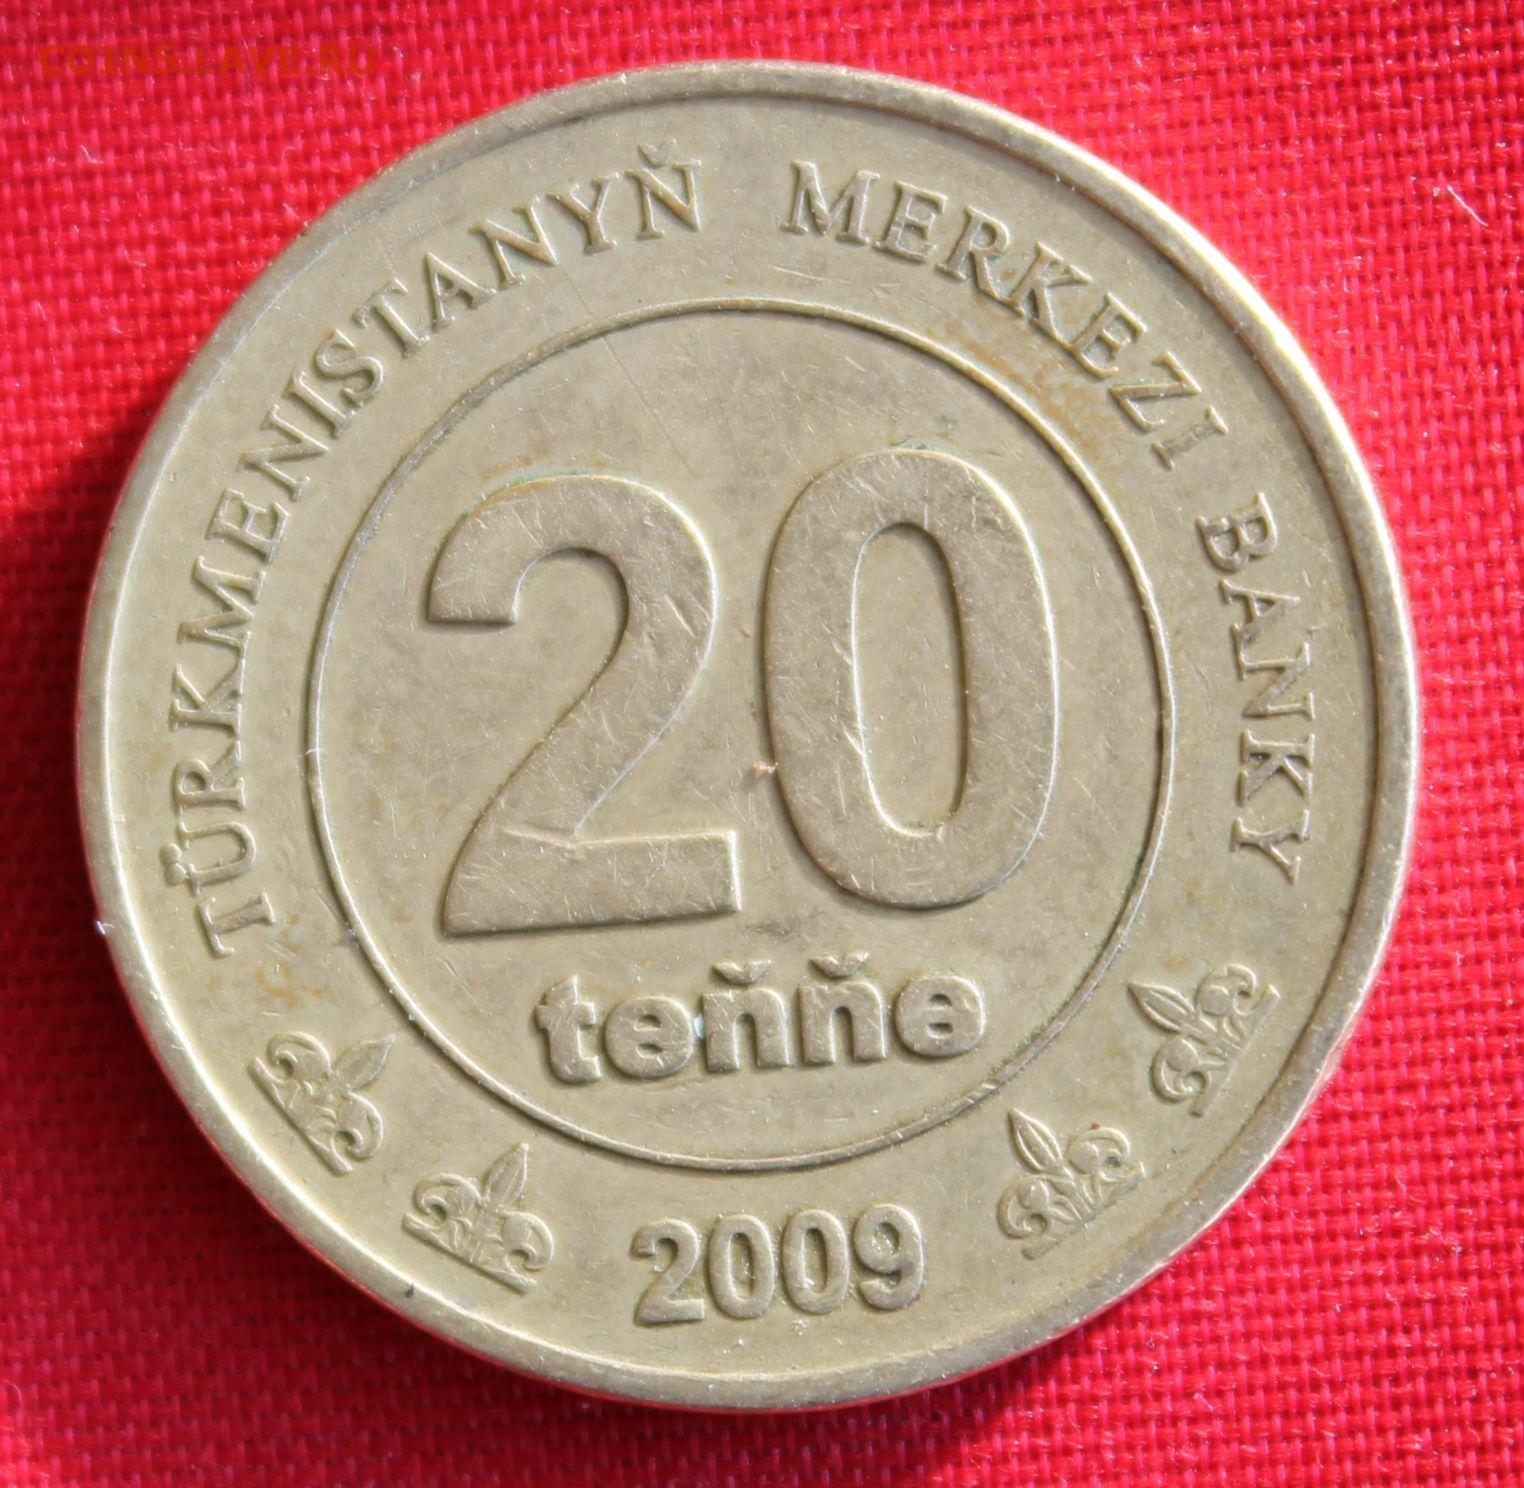 COINS.LAVE.RU
TÜRKMENISTANYŇ MERKEZI BANKY
20
teňňe
2009